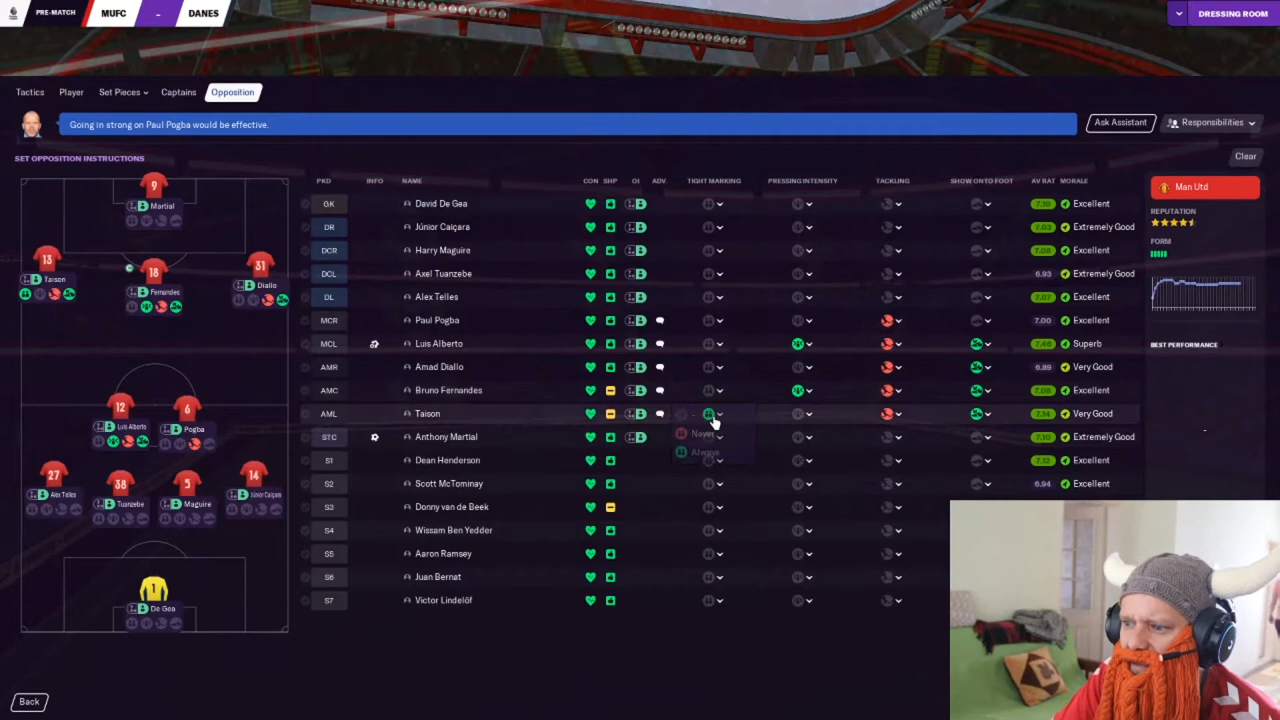 PRE-MATCH MUFC - DANES DRESSING ROOM
Tactics Player Set Pieces Captains Opposition
Going in strong on Paul Pogba would be effective. Ask Assistant Responsibilities
SET OPPOSITION INSTRUCTIONS Clear
PKD INFO NAME CON SHP OI ADV TIGHT MARKING PRESSING INTENSITY TACKLING SHOW ONTO FOOT AV RAT MORALE
GK David De Gea 7.10 Excellent
DR Júnior Caiçara 7.03 Extremely Good
DCR Harry Maguire 7.08 Excellent
DCL Axel Tuanzebe 6.93 Extremely Good
DL Alex Telles 7.07 Excellent
MCR Paul Pogba 7.00 Excellent
MCL Luis Alberto 7.46 Superb
AMR Amad Diallo 6.89 Very Good
AMC Bruno Fernandes 7.08 Excellent
AML Taison - 7.14 Very Good
Never
STC Anthony Martial 7.10 Extremely Good
Always
S1 Dean Henderson 7.12 Excellent
S2 Scott McTominay 6.94 Excellent
S3 Donny van de Beek
S4 Wissam Ben Yedder
S5 Aaron Ramsey
S6 Juan Bernat
S7 Victor Lindelöf
9
Martial
13
Taison
18
Fernandes
31
Diallo
12
Luis Alberto
6
Pogba
27
Alex Telles
38
Tuanzebe
5
Maguire
14
Júnior Caiçara
1
De Gea
Man Utd
REPUTATION
FORM
BEST PERFORMANCE
Back